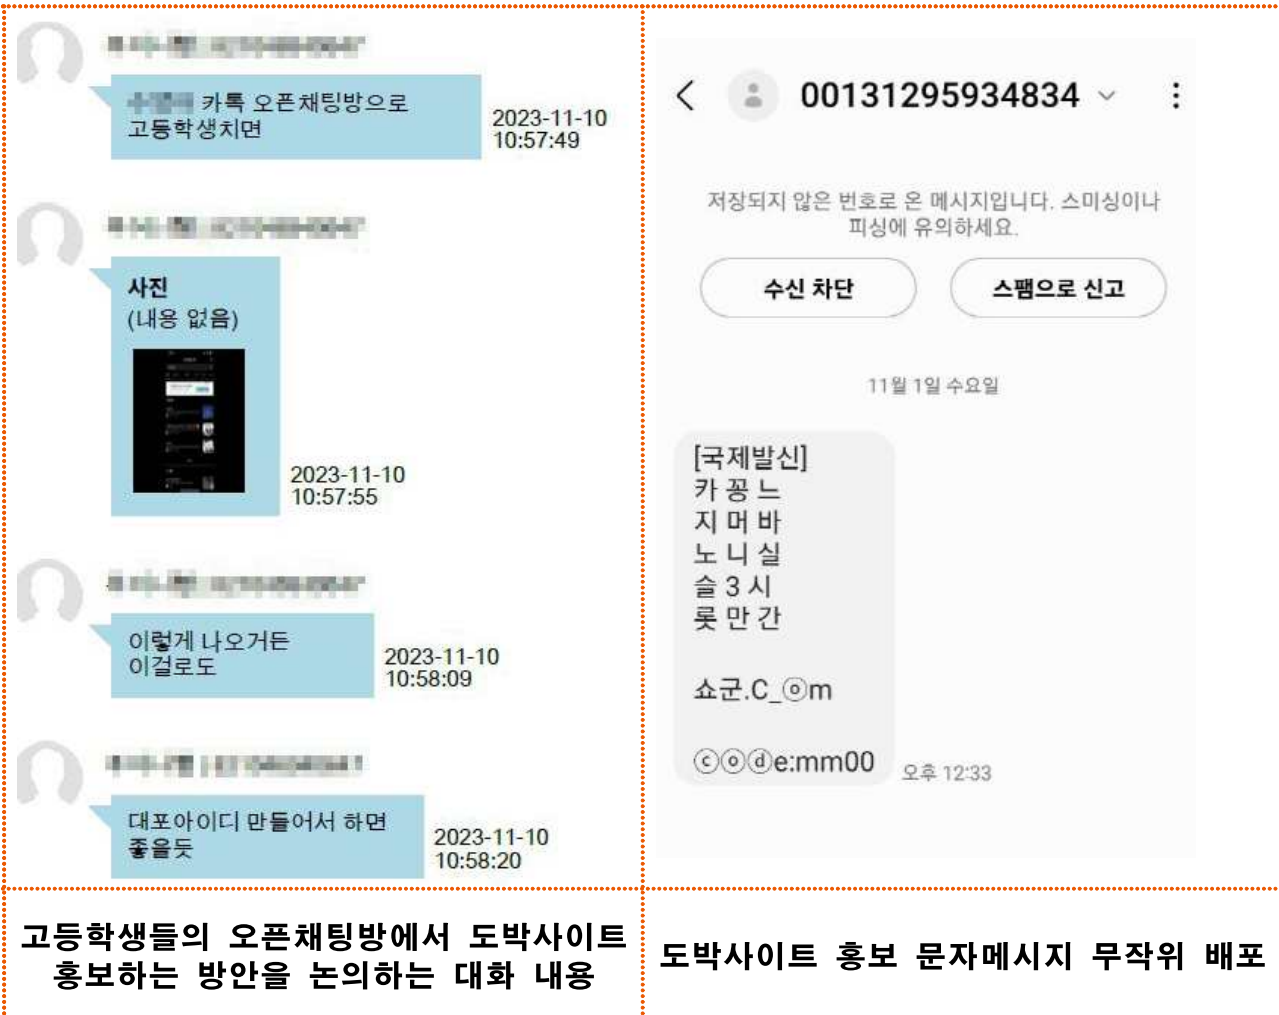 카톡 오픈채팅방으로
고등학생치면
2023-11-10
10:57:49
사진
(내용 없음)
2023-11-10
10:57:55
이렇게 나오거든
이걸로도
2023-11-10
10:58:09
대포아이디 만들어서 하면
좋을듯
2023-11-10
10:58:20
고등학생들의 오픈채팅방에서 도박사이트
홍보하는 방안을 논의하는 대화 내용
00131295934834
저장되지 않은 번호로 온 메시지입니다. 스미싱이나
피싱에 유의하세요.
수신 차단
스팸으로 신고
11월 1일 수요일
[국제발신]
카 꽁 느
지 머 바
노 니 실
슬 3 시
롯 만 간
쇼군.C_ⓞm
ⓒⓞⓓe:mm00
오후 12:33
도박사이트 홍보 문자메시지 무작위 배포